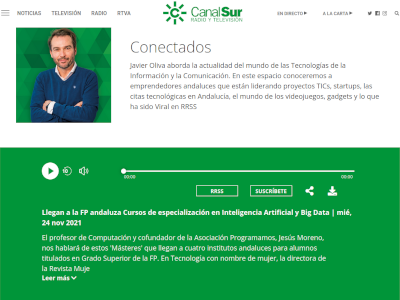 NOTICIAS TELEVISIÓN RADIO RTVA
CanalSur
RADIO Y TELEVISIÓN
EN DIRECTO A LA CARTA
Conectados
Javier Oliva aborda la actualidad del mundo de las Tecnologías de la
Información y la Comunicación. En este espacio conoceremos a
emprendedores andaluces que están liderando proyectos TICs, startups, las
citas tecnológicas en Andalucía, el mundo de los videojuegos, gadgets y lo que
ha sido Viral en RRSS
00:00 00:00
RRSS SUSCRÍBETE
Llegan a la FP andaluza Cursos de especialización en Inteligencia Artificial y Big Data | mié,
24 nov 2021
El profesor de Computación y cofundador de la Asociación Programamos, Jesús Moreno,
nos hablará de estos 'Másteres' que llegan a cuatro institutos andaluces para alumnos
titulados en Grado Superior de la FP. En Tecnología con nombre de mujer, la directora de
la Revista Muje
Leer más